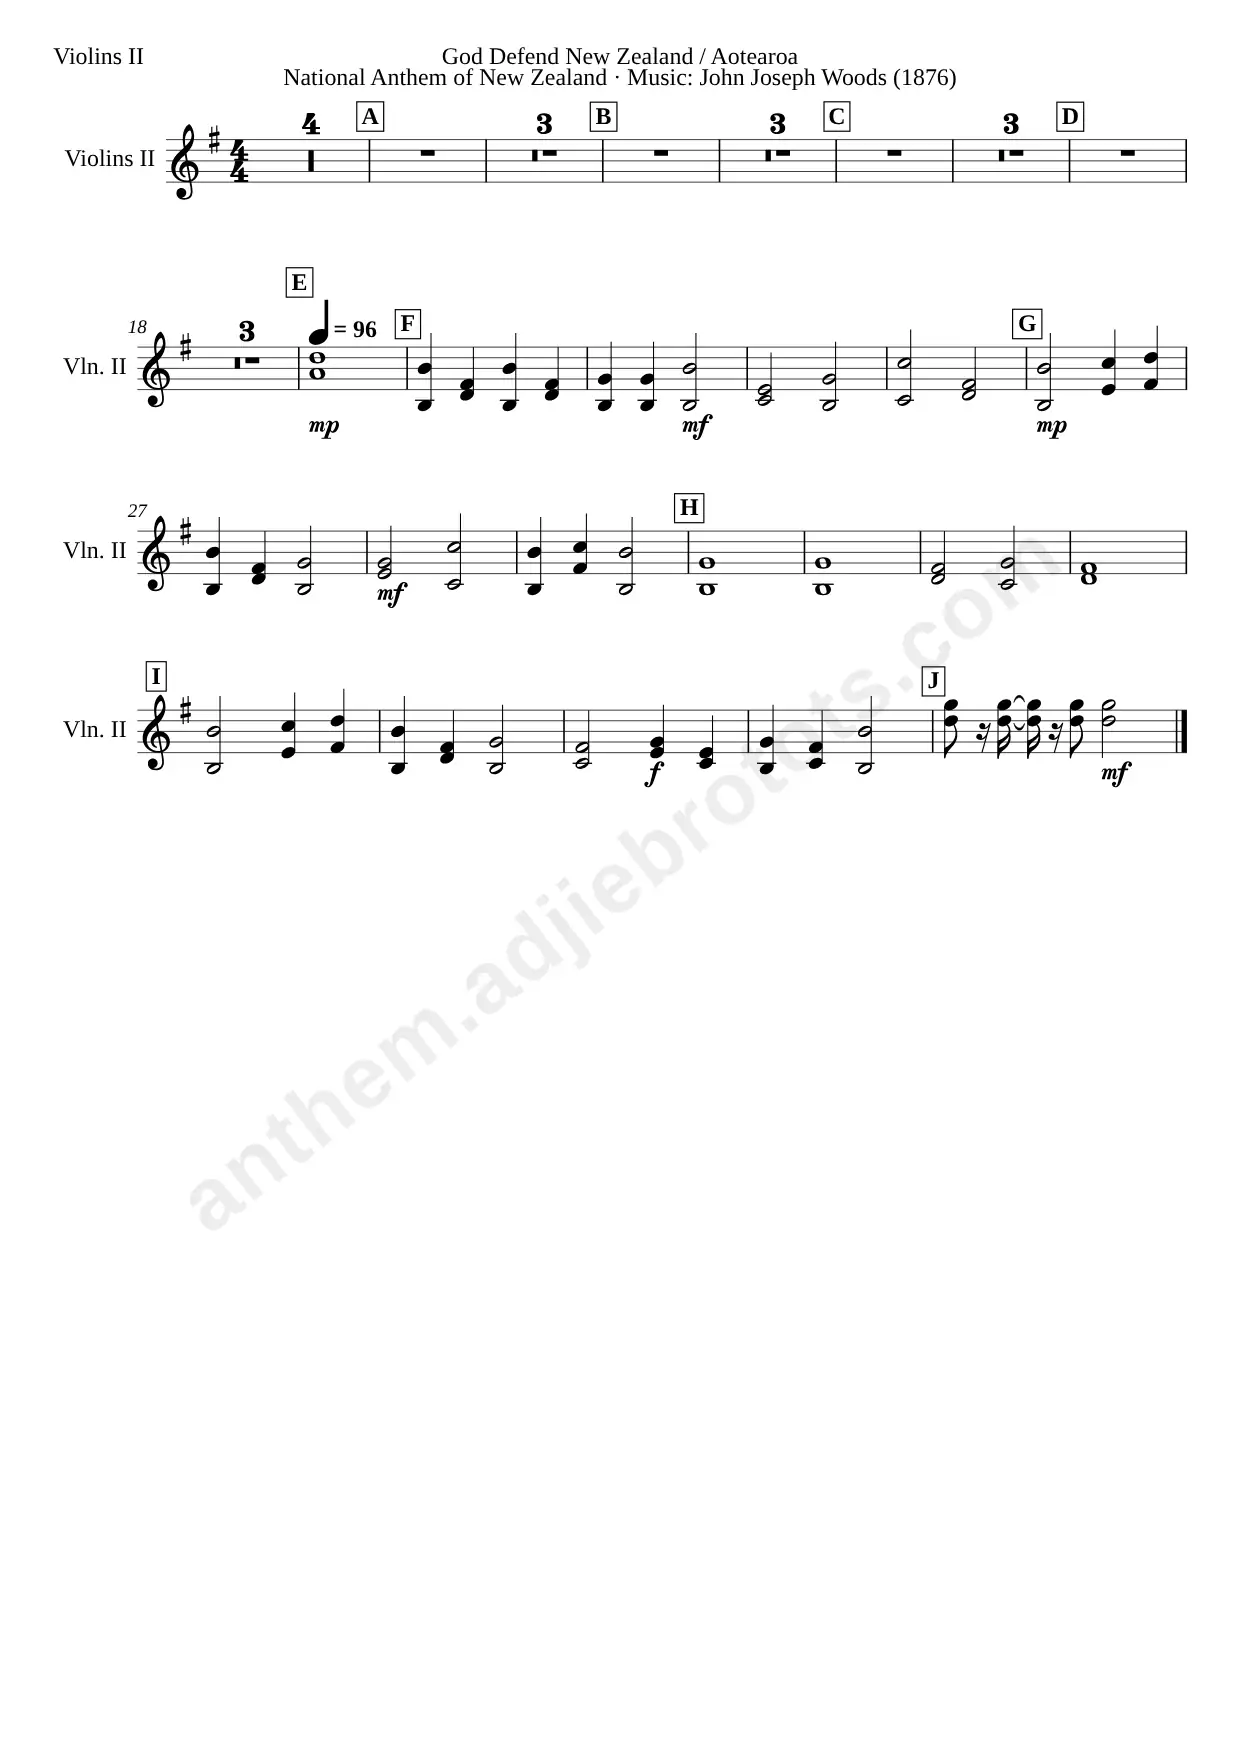 Violins II
God Defend New Zealand / Aotearoa
National Anthem of New Zealand · Music: John Joseph Woods (1876)
A B C D
4 3 3 3
Violins II
4
4
E
18 3 = 96 F G
Vln. II
mp mf mp
27 H
Vln. II
mf
I J
Vln. II
f mf
anthem.adjiebrotots.com